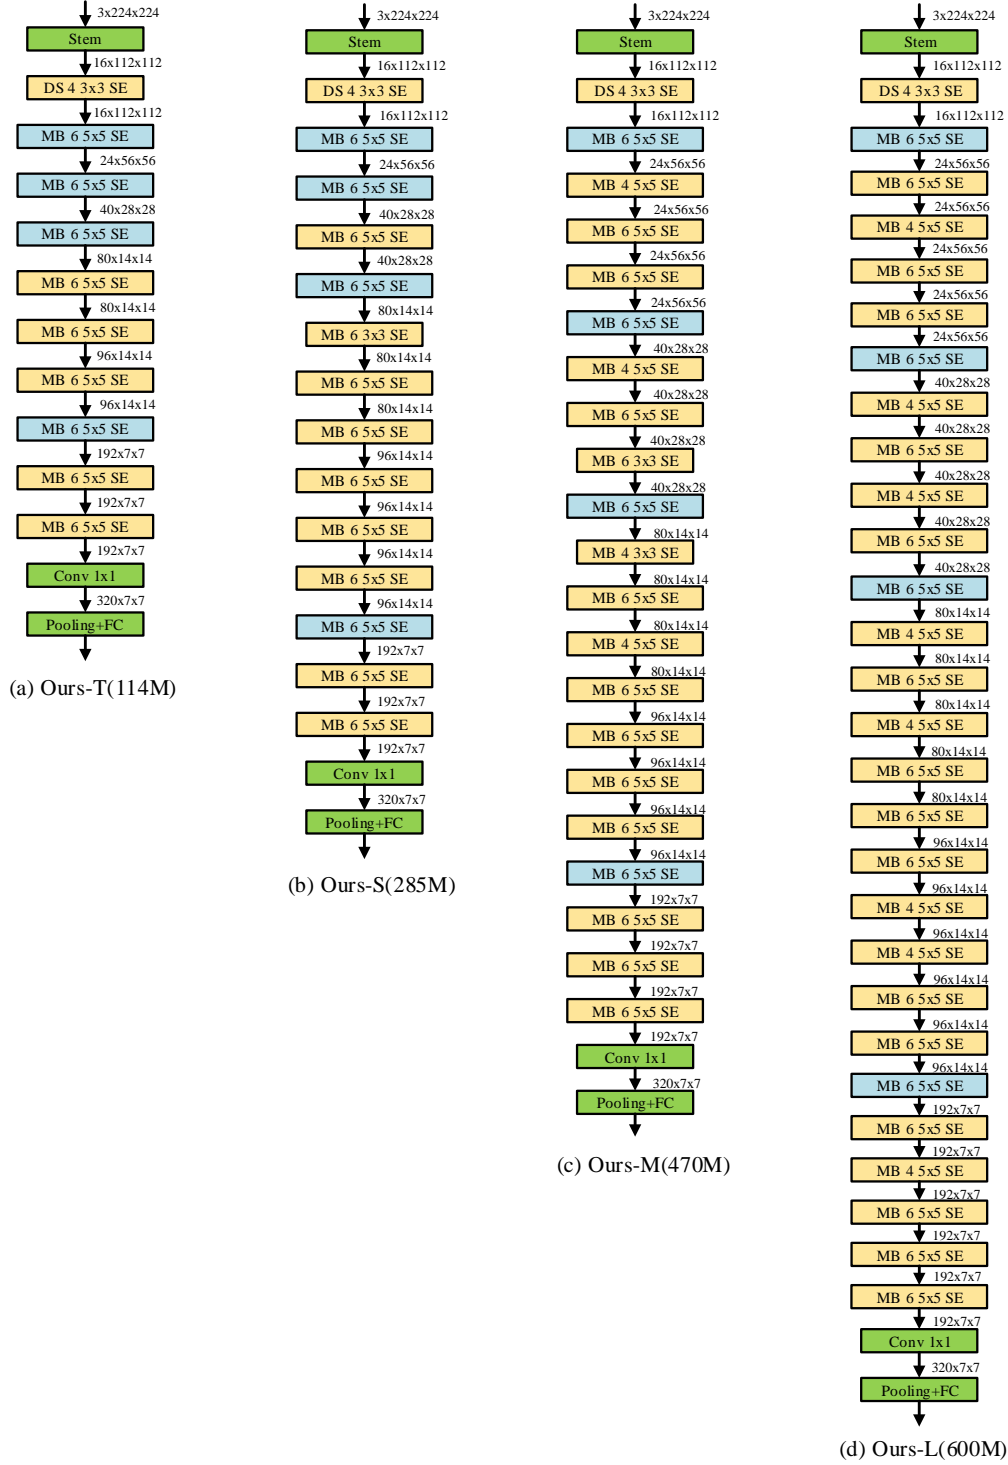 3x224x224
Stem
16x112x112
DS 4 3x3 SE
16x112x112
MB 6 5x5 SE
24x56x56
MB 6 5x5 SE
40x28x28
MB 6 5x5 SE
80x14x14
MB 6 5x5 SE
80x14x14
MB 6 5x5 SE
96x14x14
MB 6 5x5 SE
96x14x14
MB 6 5x5 SE
192x7x7
MB 6 5x5 SE
192x7x7
MB 6 5x5 SE
192x7x7
Conv 1x1
320x7x7
Pooling+FC
(a) Ours-T(114M)
3x224x224
Stem
16x112x112
DS 4 3x3 SE
16x112x112
MB 6 5x5 SE
24x56x56
MB 6 5x5 SE
40x28x28
MB 6 5x5 SE
40x28x28
MB 6 5x5 SE
80x14x14
MB 6 3x3 SE
80x14x14
MB 6 5x5 SE
80x14x14
MB 6 5x5 SE
96x14x14
MB 6 5x5 SE
96x14x14
MB 6 5x5 SE
96x14x14
MB 6 5x5 SE
96x14x14
MB 6 5x5 SE
192x7x7
MB 6 5x5 SE
192x7x7
MB 6 5x5 SE
192x7x7
Conv 1x1
320x7x7
Pooling+FC
(b) Ours-S(285M)
3x224x224
Stem
16x112x112
DS 4 3x3 SE
16x112x112
MB 6 5x5 SE
24x56x56
MB 4 5x5 SE
24x56x56
MB 6 5x5 SE
24x56x56
MB 6 5x5 SE
24x56x56
MB 6 5x5 SE
40x28x28
MB 4 5x5 SE
40x28x28
MB 6 5x5 SE
40x28x28
MB 6 3x3 SE
40x28x28
MB 6 5x5 SE
80x14x14
MB 4 3x3 SE
80x14x14
MB 6 5x5 SE
80x14x14
MB 4 5x5 SE
80x14x14
MB 6 5x5 SE
96x14x14
MB 6 5x5 SE
96x14x14
MB 6 5x5 SE
96x14x14
MB 6 5x5 SE
96x14x14
MB 6 5x5 SE
192x7x7
MB 6 5x5 SE
192x7x7
MB 6 5x5 SE
192x7x7
MB 6 5x5 SE
192x7x7
Conv 1x1
320x7x7
Pooling+FC
(c) Ours-M(470M)
3x224x224
Stem
16x112x112
DS 4 3x3 SE
16x112x112
MB 6 5x5 SE
24x56x56
MB 6 5x5 SE
24x56x56
MB 4 5x5 SE
24x56x56
MB 6 5x5 SE
24x56x56
MB 6 5x5 SE
24x56x56
MB 6 5x5 SE
40x28x28
MB 4 5x5 SE
40x28x28
MB 6 5x5 SE
40x28x28
MB 4 5x5 SE
40x28x28
MB 6 5x5 SE
40x28x28
MB 6 5x5 SE
80x14x14
MB 4 5x5 SE
80x14x14
MB 6 5x5 SE
80x14x14
MB 4 5x5 SE
80x14x14
MB 6 5x5 SE
80x14x14
MB 6 5x5 SE
96x14x14
MB 6 5x5 SE
96x14x14
MB 4 5x5 SE
96x14x14
MB 4 5x5 SE
96x14x14
MB 6 5x5 SE
96x14x14
MB 6 5x5 SE
96x14x14
MB 6 5x5 SE
192x7x7
MB 6 5x5 SE
192x7x7
MB 4 5x5 SE
192x7x7
MB 6 5x5 SE
192x7x7
MB 6 5x5 SE
192x7x7
MB 6 5x5 SE
192x7x7
Conv 1x1
320x7x7
Pooling+FC
(d) Ours-L(600M)